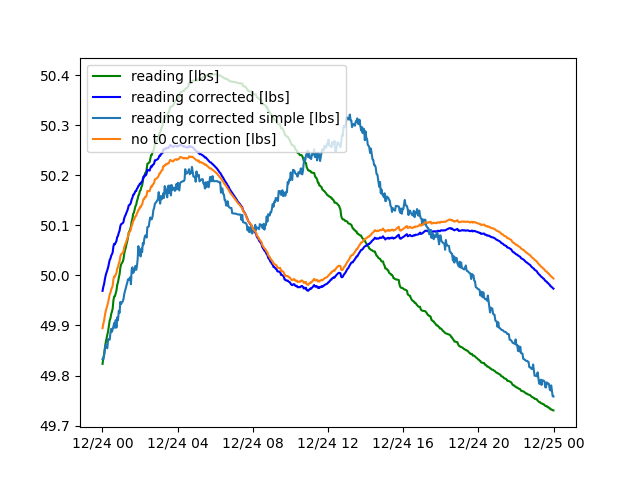 reading [lbs]
reading corrected [lbs]
reading corrected simple [lbs]
no t0 correction [lbs]
50.4
50.3
50.2
50.1
50.0
49.9
49.8
49.7
12/24 00 12/24 04 12/24 08 12/24 12 12/24 16 12/24 20 12/25 00